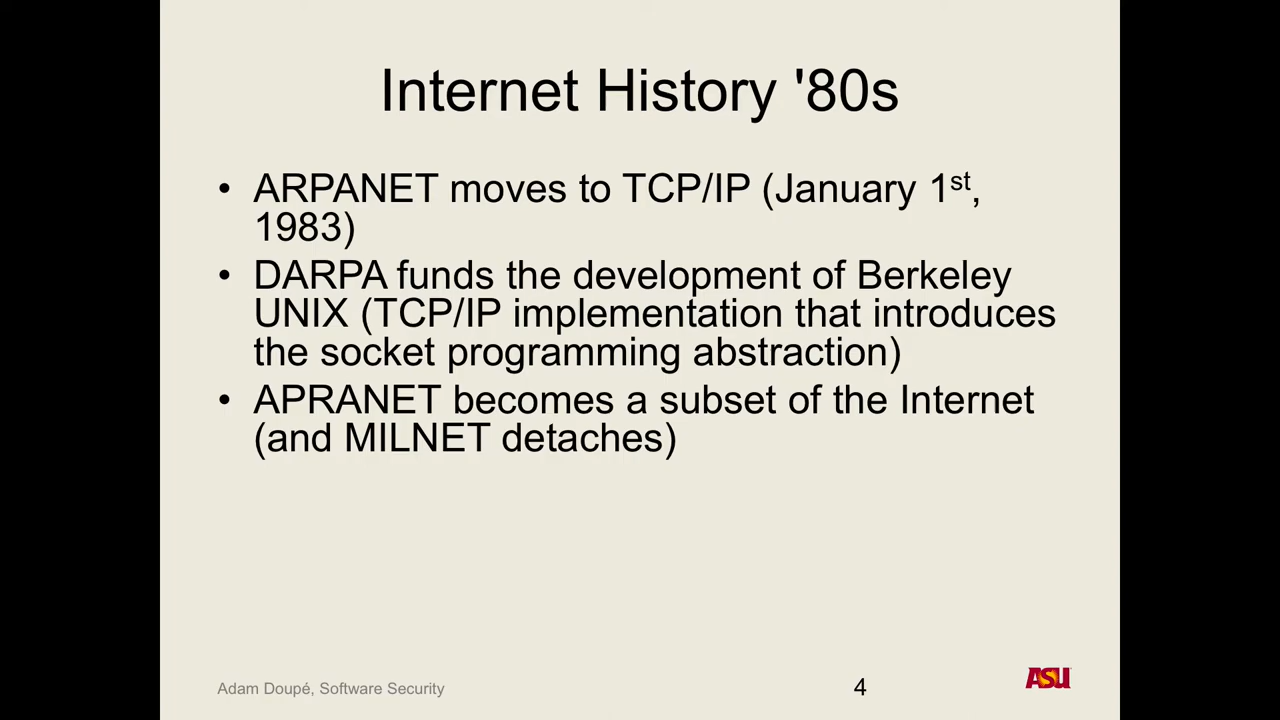 Internet History '80s
• ARPANET moves to TCP/IP (January 1st,
1983)
• DARPA funds the development of Berkeley
UNIX (TCP/IP implementation that introduces
the socket programming abstraction)
• APRANET becomes a subset of the Internet
(and MILNET detaches)
Adam Doupé, Software Security
4
ASU